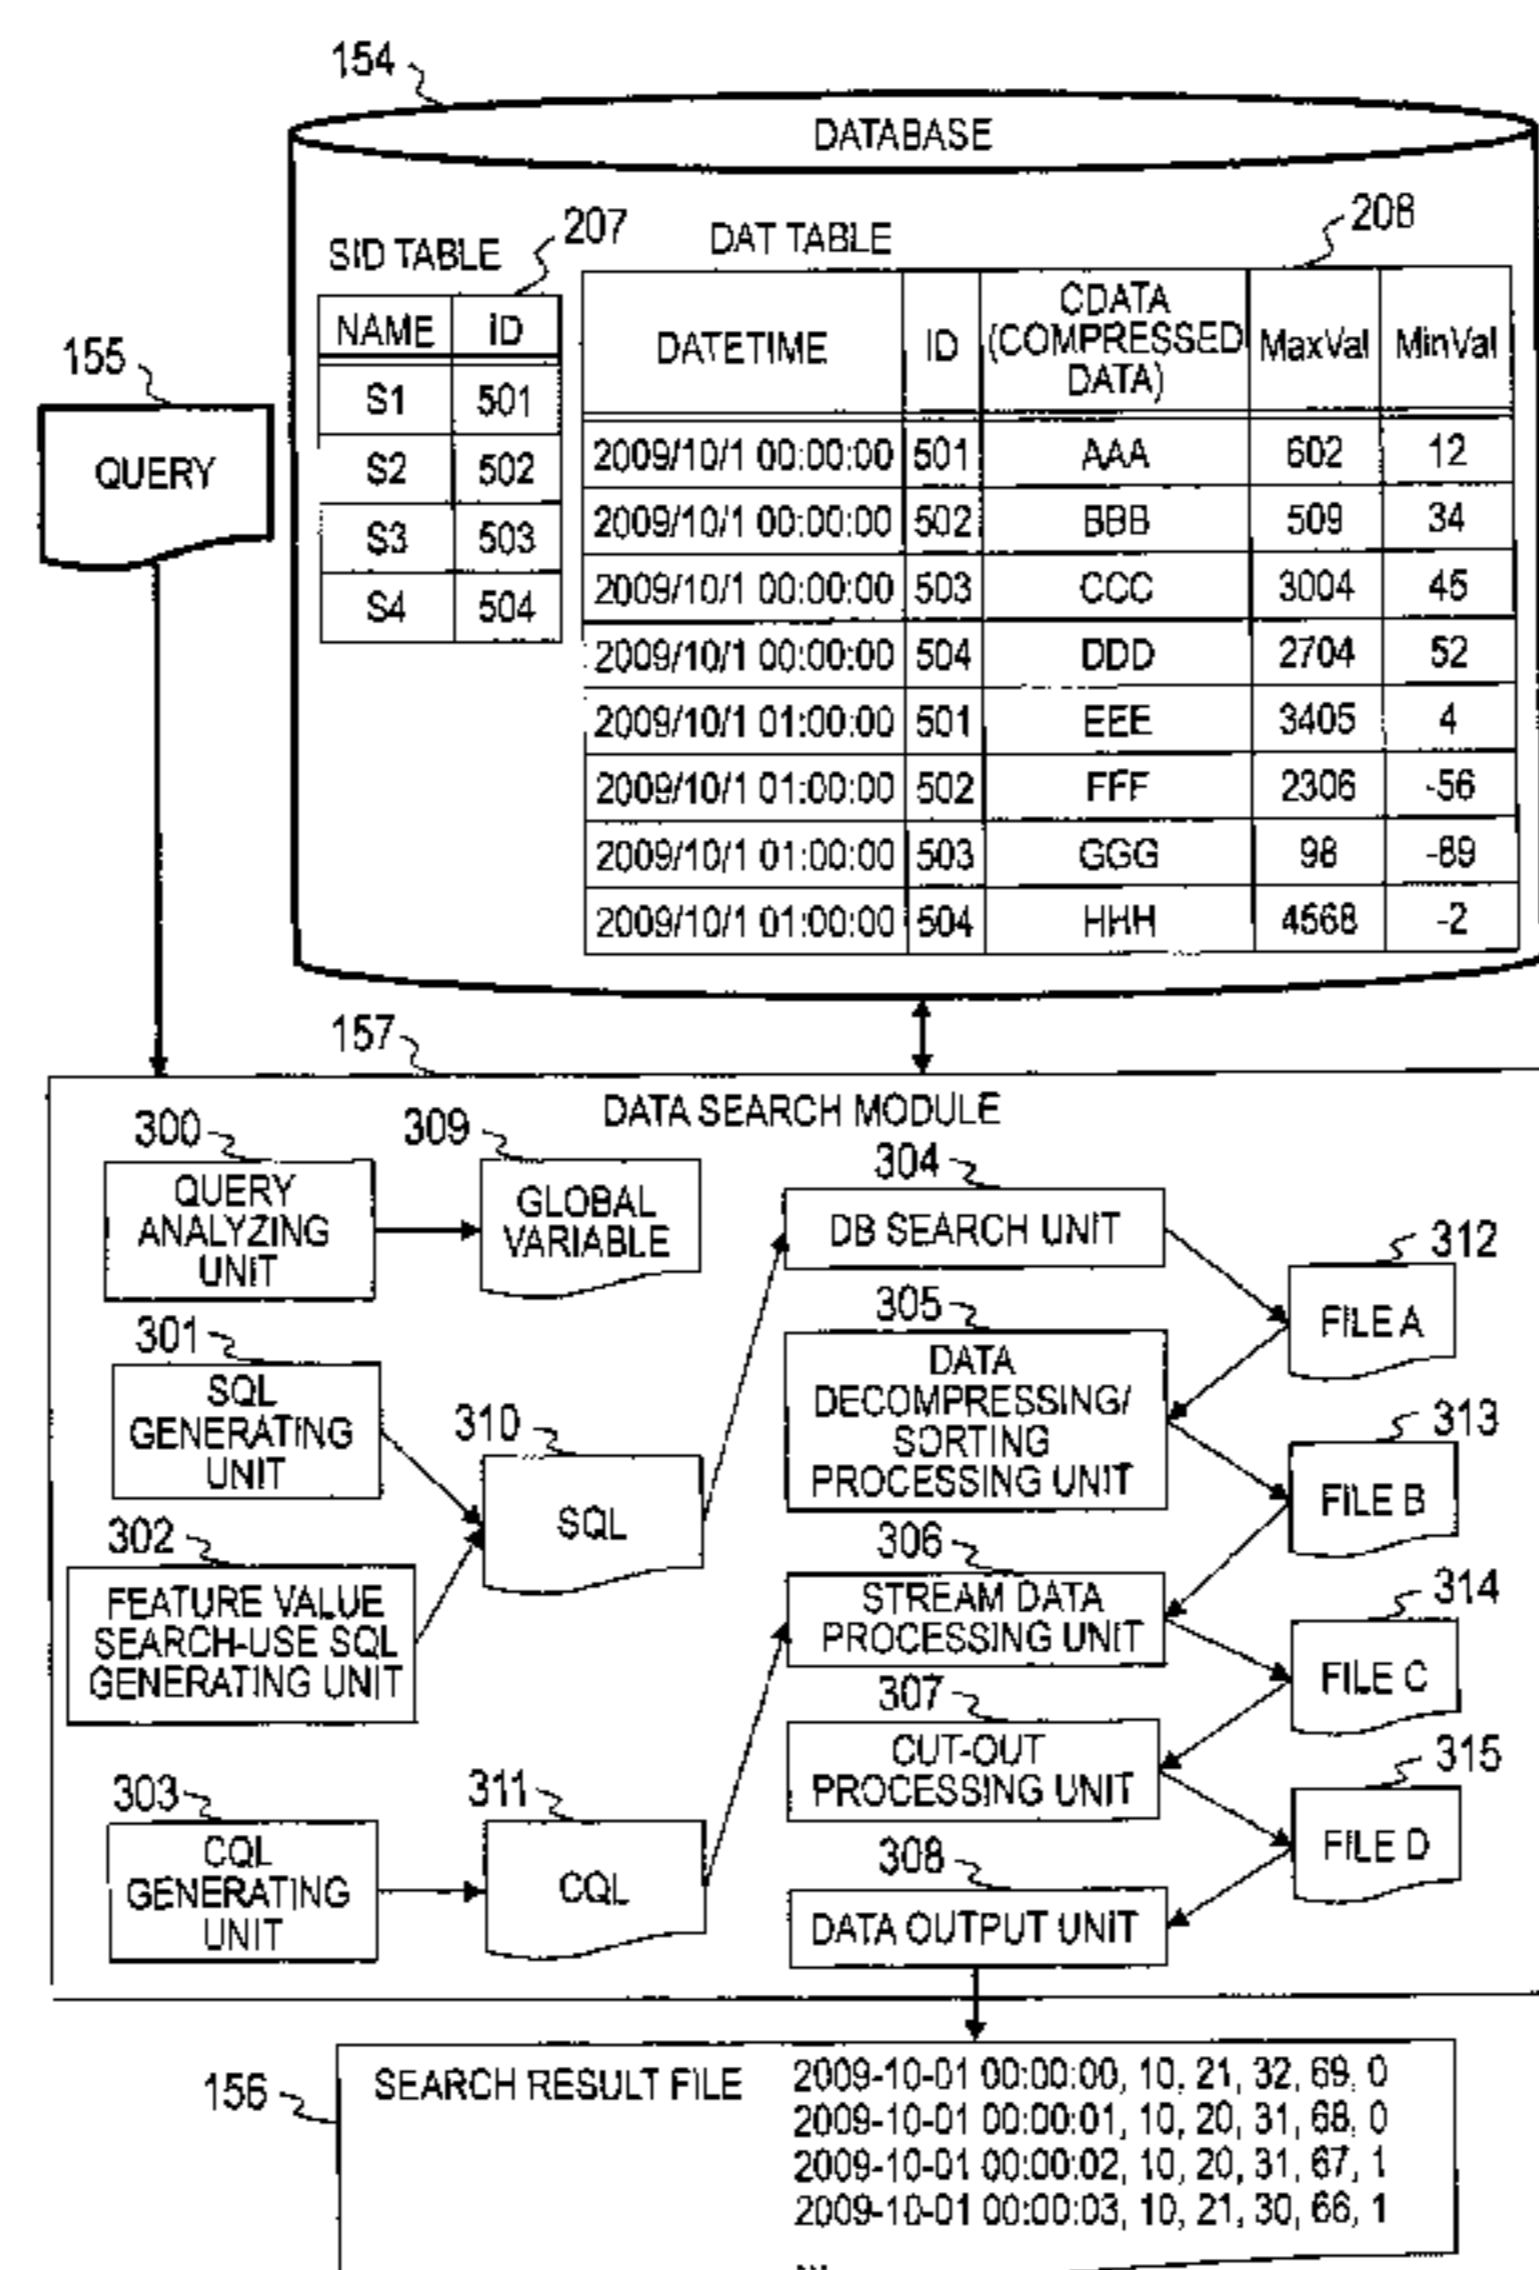 154
DATABASE
SID TABLE
207
DAT TABLE
208
NAME ID
S1 501
S2 502
S3 503
S4 504
DATETIME ID CDATA (COMPRESSED DATA) MaxVal MinVal
2009/10/1 00:00:00 501 AAA 602 12
2009/10/1 00:00:00 502 BBB 509 34
2009/10/1 00:00:00 503 CCC 3004 45
2009/10/1 00:00:00 504 DDD 2704 52
2009/10/1 01:00:00 501 EEE 3405 4
2009/10/1 01:00:00 502 FFF 2306 -56
2009/10/1 01:00:00 503 GGG 98 -89
2009/10/1 01:00:00 504 HHH 4568 -2
155
QUERY
157
DATA SEARCH MODULE
300
QUERY
ANALYZING
UNIT
309
GLOBAL
VARIABLE
301
SQL
GENERATING
UNIT
302
FEATURE VALUE
SEARCH-USE SQL
GENERATING UNIT
310
SQL
303
CQL
GENERATING
UNIT
311
CQL
304
DB SEARCH UNIT
312
FILE A
305
DATA
DECOMPRESSING/
SORTING
PROCESSING UNIT
313
FILE B
306
STREAM DATA
PROCESSING UNIT
314
FILE C
307
CUT-OUT
PROCESSING UNIT
315
FILE D
308
DATA OUTPUT UNIT
156
SEARCH RESULT FILE
2009-10-01 00:00:00, 10, 21, 32, 69, 0
2009-10-01 00:00:01, 10, 20, 31, 68, 0
2009-10-01 00:00:02, 10, 20, 31, 67, 1
2009-10-01 00:00:03, 10, 21, 30, 66, 1
...